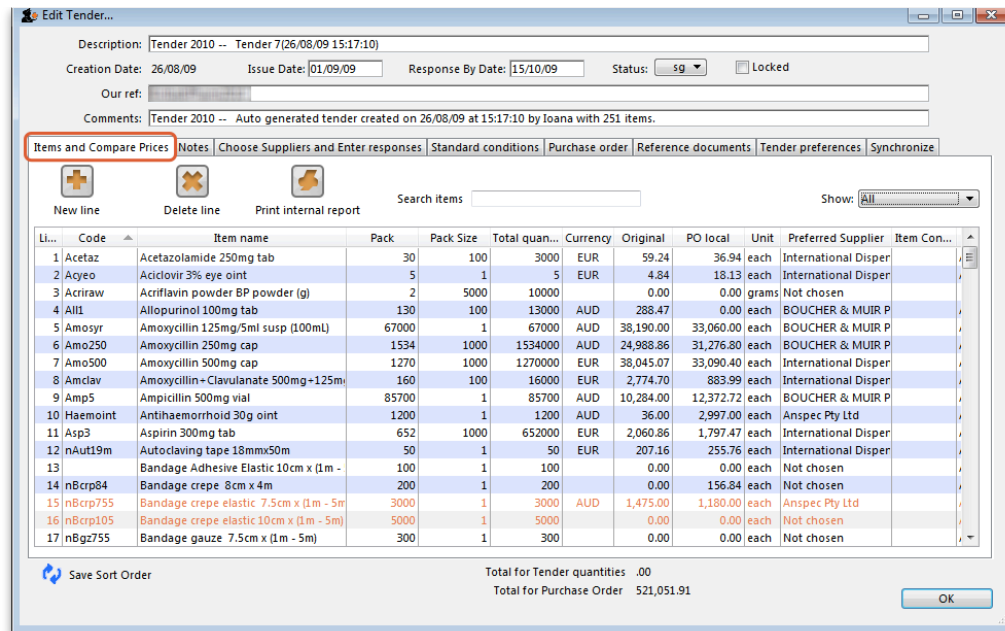 Edit Tender...
Description: Tender 2010 -- Tender 7(26/08/09 15:17:10)
Creation Date: 26/08/09 Issue Date: 01/09/09 Response By Date: 15/10/09 Status: sg Locked
Our ref:
Comments: Tender 2010 -- Auto generated tender created on 26/08/09 at 15:17:10 by Ioana with 251 items.
Items and Compare Prices Notes Choose Suppliers and Enter responses Standard conditions Purchase order Reference documents Tender preferences Synchronize
New line Delete line Print internal report Search items Show: All
Li... Code Item name Pack Pack Size Total quan... Currency Original PO local Unit Preferred Supplier Item Con...
1 Acetaz Acetazolamide 250mg tab 30 100 3000 EUR 59.24 36.94 each International Disper
2 Acyeo Aciclovir 3% eye oint 5 1 5 EUR 4.84 18.13 each International Disper
3 Acriraw Acriflavin powder BP powder (g) 2 5000 10000 0.00 0.00 grams Not chosen
4 All1 Allopurinol 100mg tab 130 100 13000 AUD 288.47 0.00 each BOUCHER & MUIR P
5 Amosyr Amoxycillin 125mg/5ml susp (100mL) 67000 1 67000 AUD 38,190.00 33,060.00 each BOUCHER & MUIR P
6 Amo250 Amoxycillin 250mg cap 1534 1000 1534000 AUD 24,988.86 31,276.80 each BOUCHER & MUIR P
7 Amo500 Amoxycillin 500mg cap 1270 1000 1270000 EUR 38,045.07 33,090.40 each International Disper
8 Amclav Amoxycillin+Clavulanate 500mg+125m 160 100 16000 EUR 2,774.70 883.99 each International Disper
9 Amp5 Ampicillin 500mg vial 85700 1 85700 AUD 10,284.00 12,372.72 each BOUCHER & MUIR P
10 Haemoint Antihaemorrhoid 30g oint 1200 1 1200 AUD 36.00 2,997.00 each Anspec Pty Ltd
11 Asp3 Aspirin 300mg tab 652 1000 652000 EUR 2,060.86 1,797.47 each International Disper
12 nAut19m Autoclaving tape 18mmx50m 50 1 50 EUR 207.16 255.76 each International Disper
13 Bandage Adhesive Elastic 10cm x (1m - 100 1 100 0.00 0.00 each Not chosen
14 nBcrp84 Bandage crepe 8cm x 4m 200 1 200 0.00 156.84 each Not chosen
15 nBcrp755 Bandage crepe elastic 7.5cm x (1m - 5m 3000 1 3000 AUD 1,475.00 1,180.00 each Anspec Pty Ltd
16 nBcrp105 Bandage crepe elastic 10cm x (1m - 5m) 5000 1 5000 0.00 0.00 each Not chosen
17 nBgz755 Bandage gauze 7.5cm x (1m - 5m) 300 1 300 0.00 0.00 each Not chosen
Save Sort Order
Total for Tender quantities .00
Total for Purchase Order 521,051.91
OK